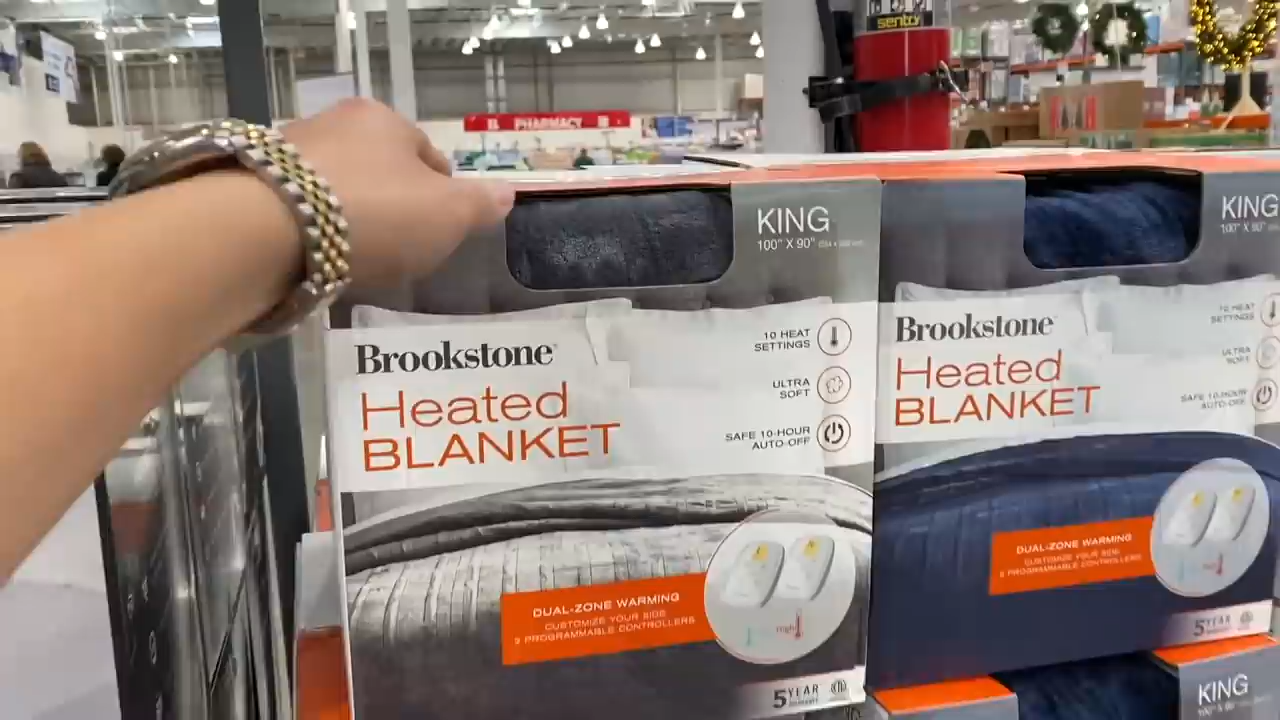 sentry
PHARMACY
KING
100" X 90"
Brookstone
Heated
BLANKET
10 HEAT
SETTINGS
ULTRA
SOFT
SAFE 10-HOUR
AUTO-OFF
DUAL-ZONE WARMING
CUSTOMIZE YOUR SIDE
2 PROGRAMMABLE CONTROLLERS
High
5 YEAR
KING
100" X 90"
Brookstone
Heated
BLANKET
10 HEAT
SETTINGS
ULTRA
SOFT
SAFE 10-HOUR
AUTO-OFF
DUAL-ZONE WARMING
CUSTOMIZE YOUR SIDE
2 PROGRAMMABLE CONTROLLERS
5 YEAR
KING
100" X 90"